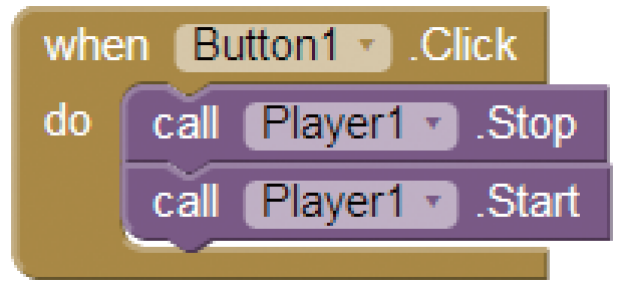 when Button1 .Click
do call Player1 .Stop
call Player1 .Start